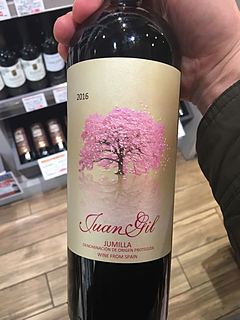 2016
Juan Gil
JUMILLA
DENOMINACIÓN DE ORIGEN PROTEGIDA
WINE FROM SPAIN